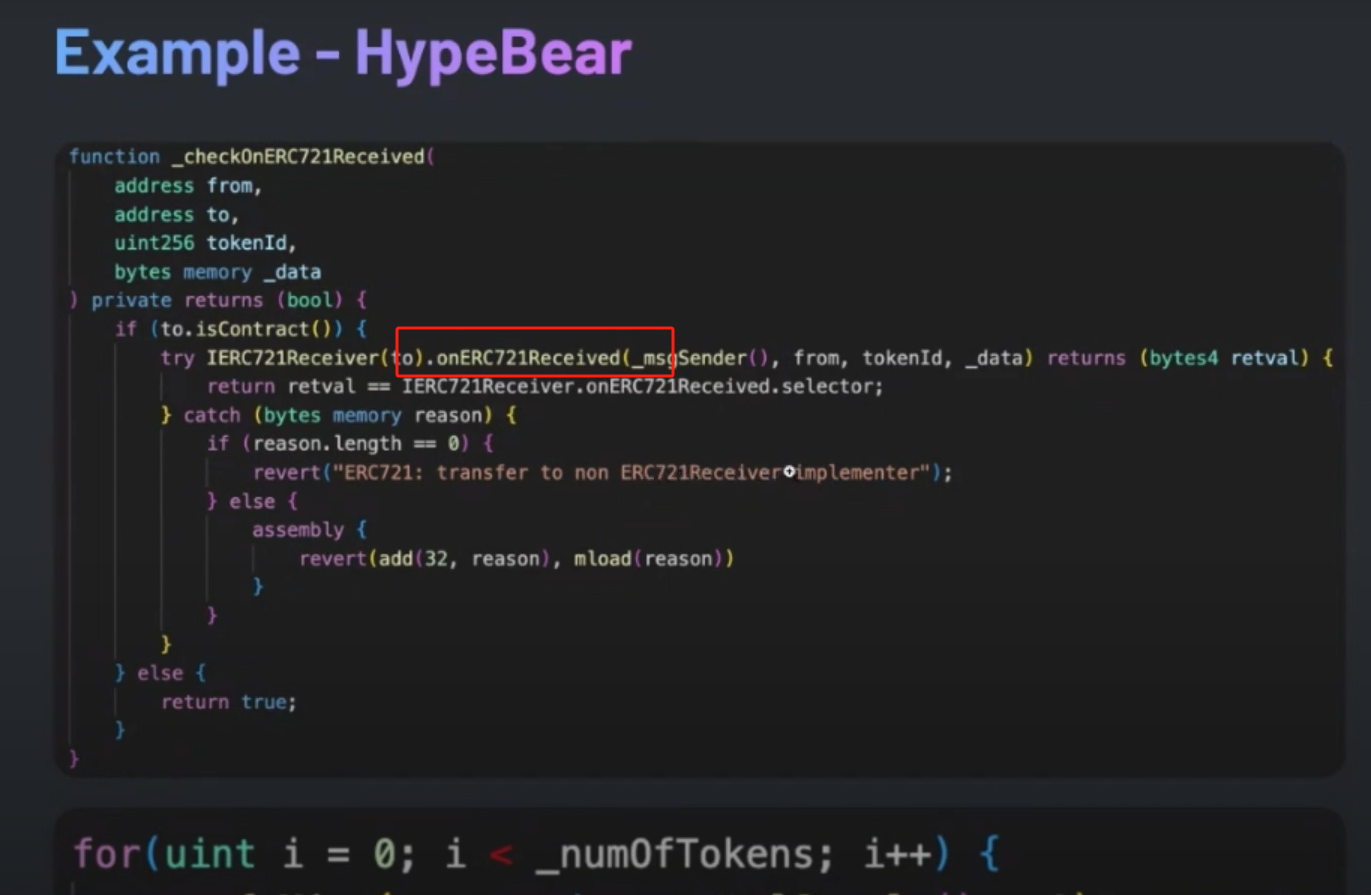 Example - HypeBear
function _checkOnERC721Received(
address from,
address to,
uint256 tokenId,
bytes memory _data
) private returns (bool) {
if (to.isContract()) {
try IERC721Receiver(to).onERC721Received(_msgSender(), from, tokenId, _data) returns (bytes4 retval) {
return retval == IERC721Receiver.onERC721Received.selector;
} catch (bytes memory reason) {
if (reason.length == 0) {
revert("ERC721: transfer to non ERC721Receiver implementer");
} else {
assembly {
revert(add(32, reason), mload(reason))
}
}
}
} else {
return true;
}
}
for(uint i = 0; i < _numOfTokens; i++) {